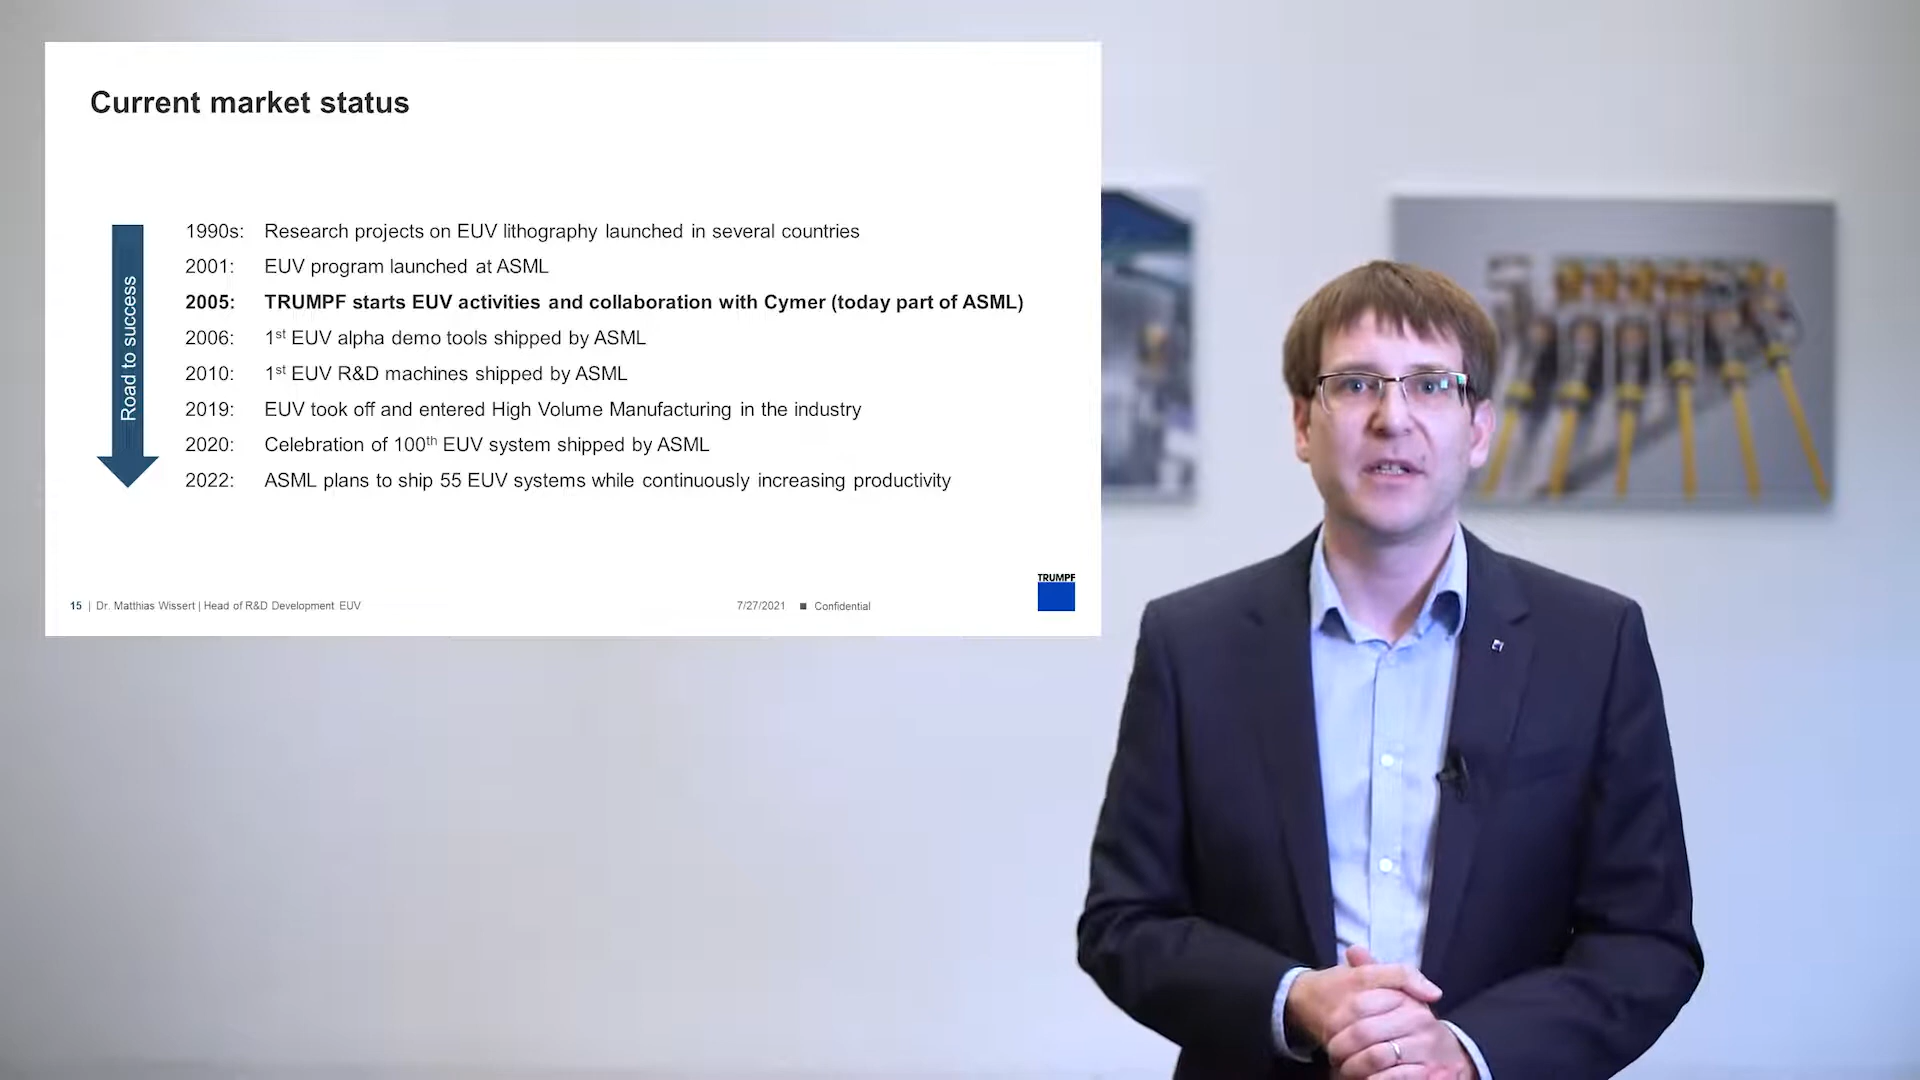 Current market status
Road to success
1990s: Research projects on EUV lithography launched in several countries
2001: EUV program launched at ASML
2005: TRUMPF starts EUV activities and collaboration with Cymer (today part of ASML)
2006: 1st EUV alpha demo tools shipped by ASML
2010: 1st EUV R&D machines shipped by ASML
2019: EUV took off and entered High Volume Manufacturing in the industry
2020: Celebration of 100th EUV system shipped by ASML
2022: ASML plans to ship 55 EUV systems while continuously increasing productivity
15 | Dr. Matthias Wissert | Head of R&D Development EUV 7/27/2021 ■ Confidential
TRUMPF